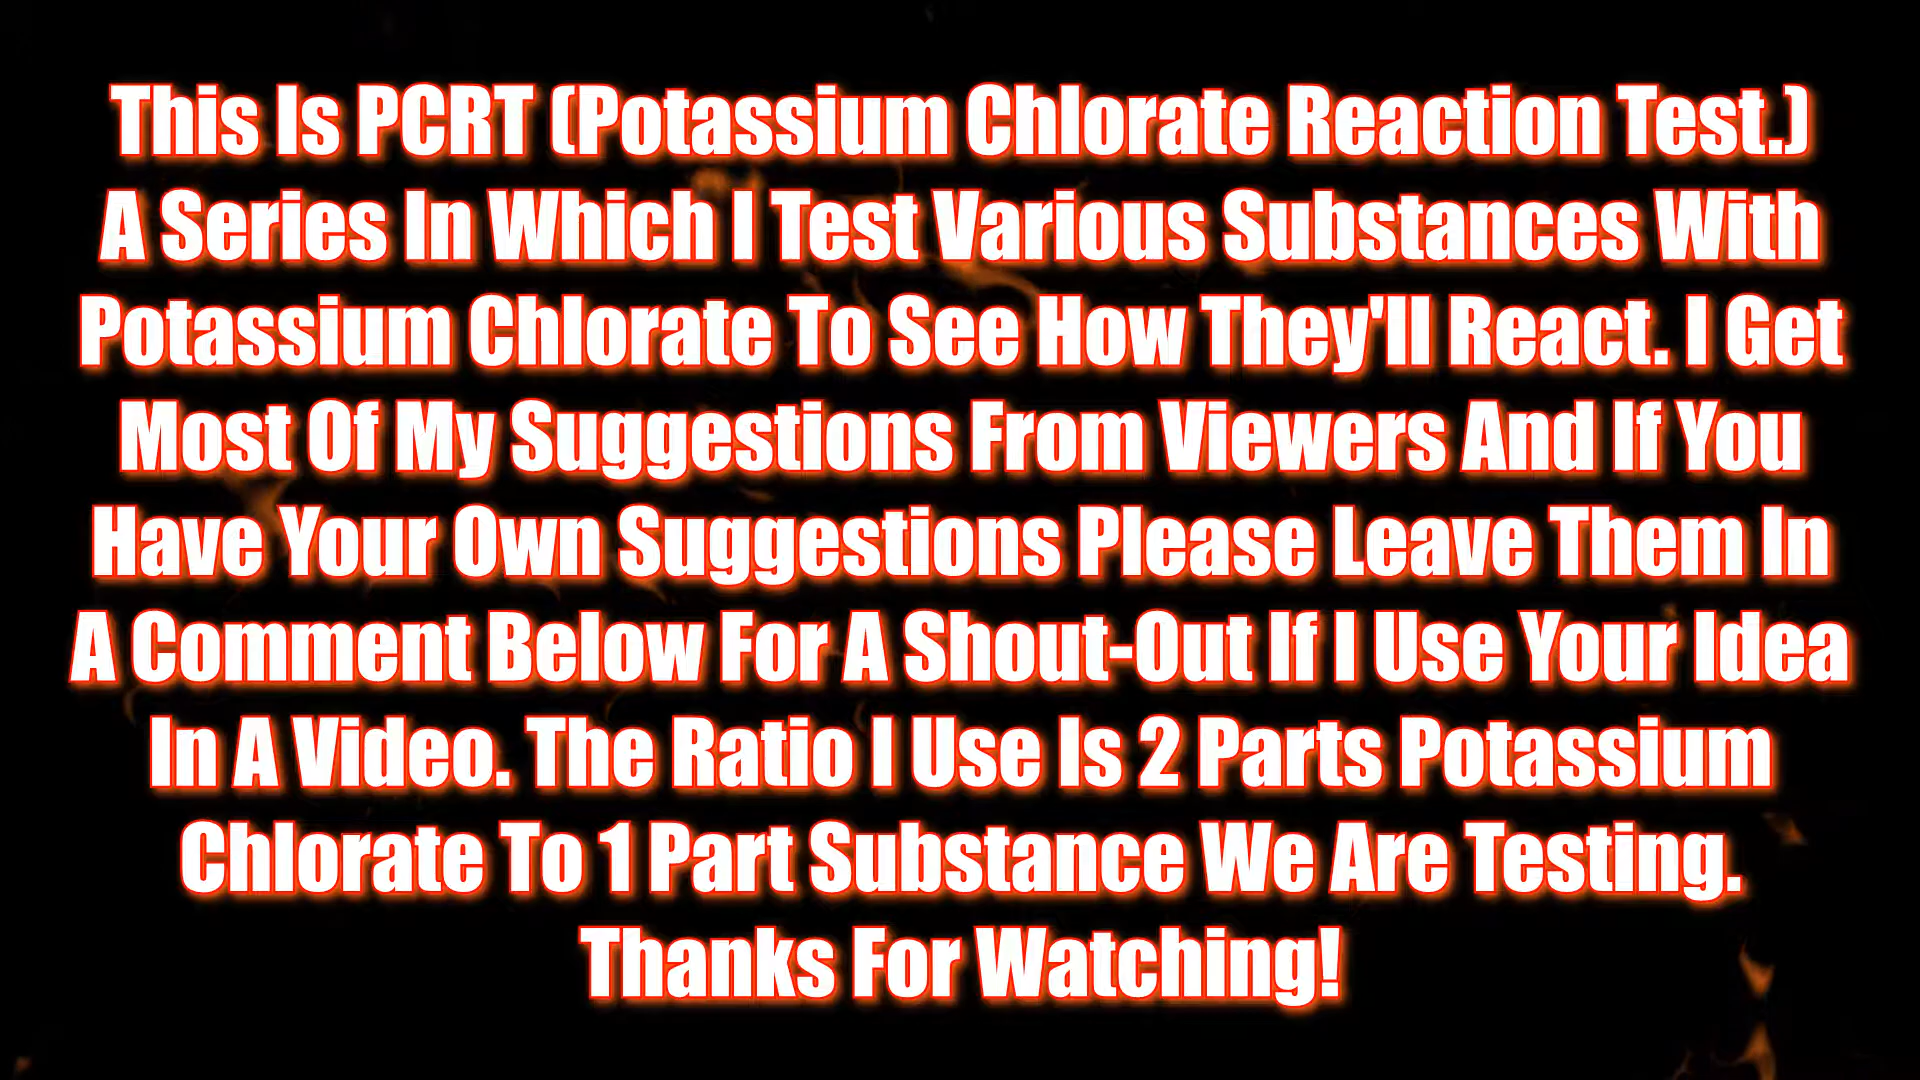 This Is PCRT (Potassium Chlorate Reaction Test.)
A Series In Which I Test Various Substances With
Potassium Chlorate To See How They'll React. I Get
Most Of My Suggestions From Viewers And If You
Have Your Own Suggestions Please Leave Them In
A Comment Below For A Shout-Out If I Use Your Idea
In A Video. The Ratio I Use Is 2 Parts Potassium
Chlorate To 1 Part Substance We Are Testing.
Thanks For Watching!